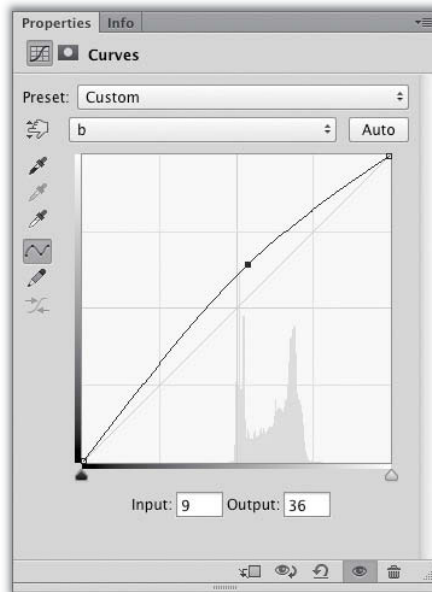 Properties Info
Curves
Preset: Custom
b Auto
Input: 9 Output: 36